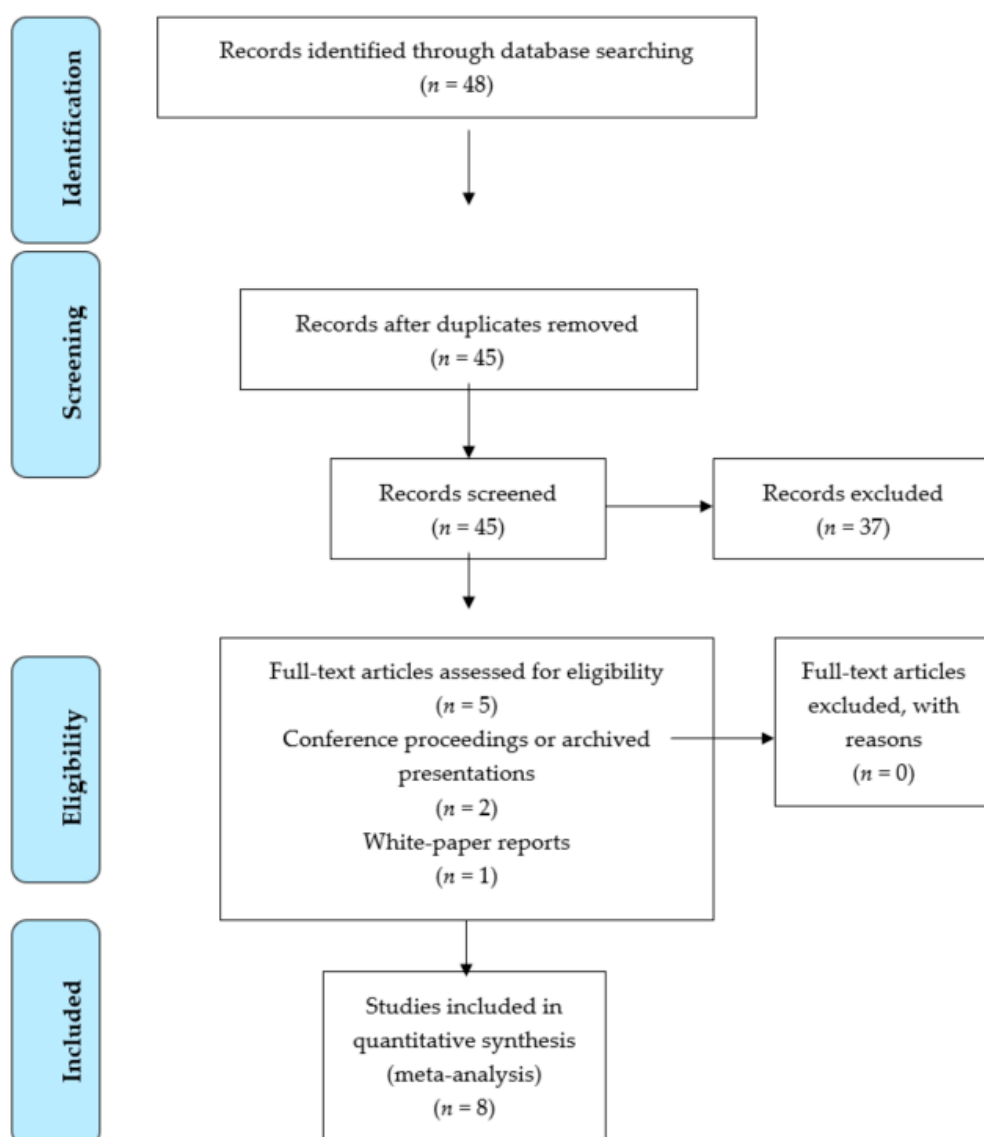 Identification
Records identified through database searching
(n = 48)
Screening
Records after duplicates removed
(n = 45)
Records screened
(n = 45)
Records excluded
(n = 37)
Eligibility
Full-text articles assessed for eligibility
(n = 5)
Conference proceedings or archived
presentations
(n = 2)
White-paper reports
(n = 1)
Full-text articles
excluded, with
reasons
(n = 0)
Included
Studies included in
quantitative synthesis
(meta-analysis)
(n = 8)